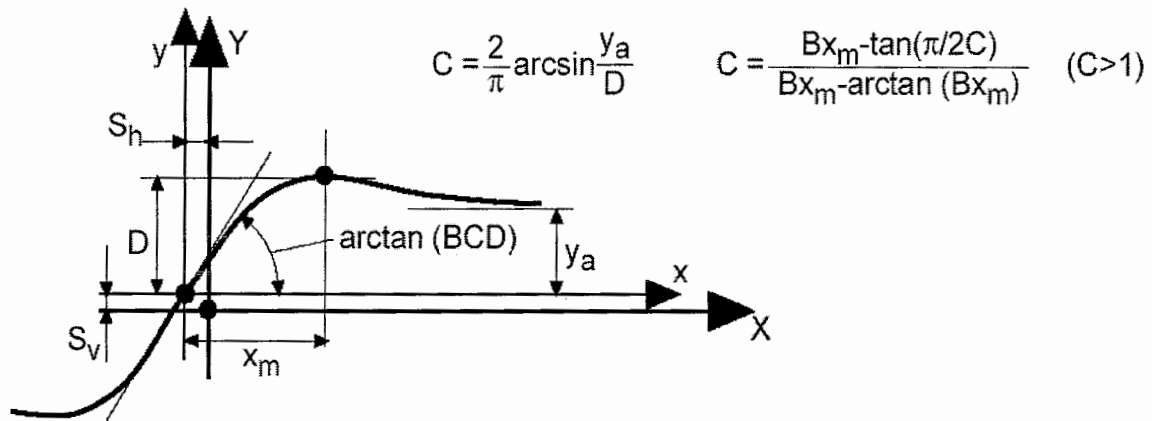 y Y
C = 2/π arcsin y_a/D
C = Bx_m-tan(π/2C) / Bx_m-arctan (Bx_m) (C>1)
S_h
D
arctan (BCD)
y_a
x
X
S_v
x_m